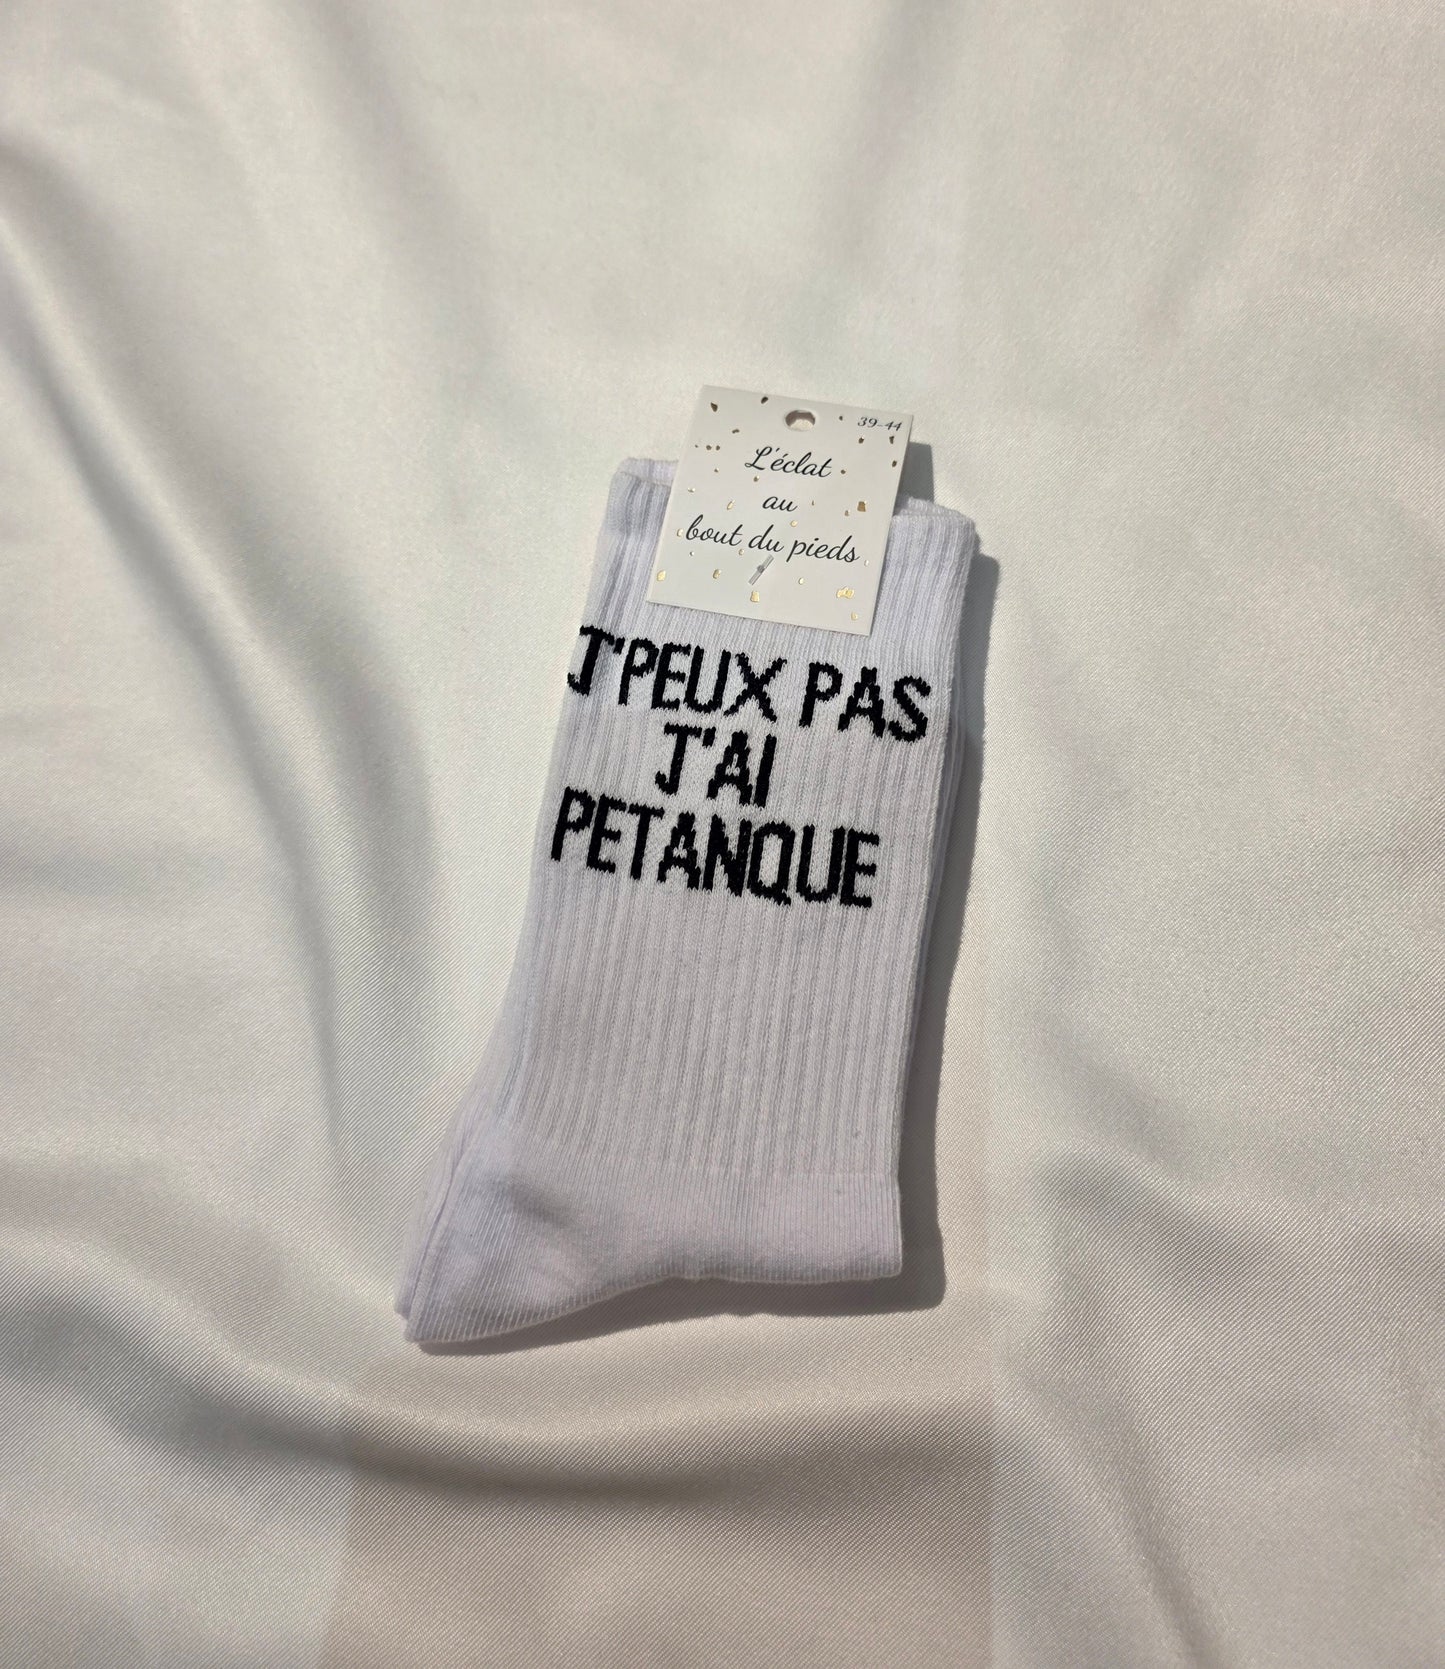 39-44
L'éclat
au
bout du pieds
J'PEUX PAS
J'AI
PETANQUE